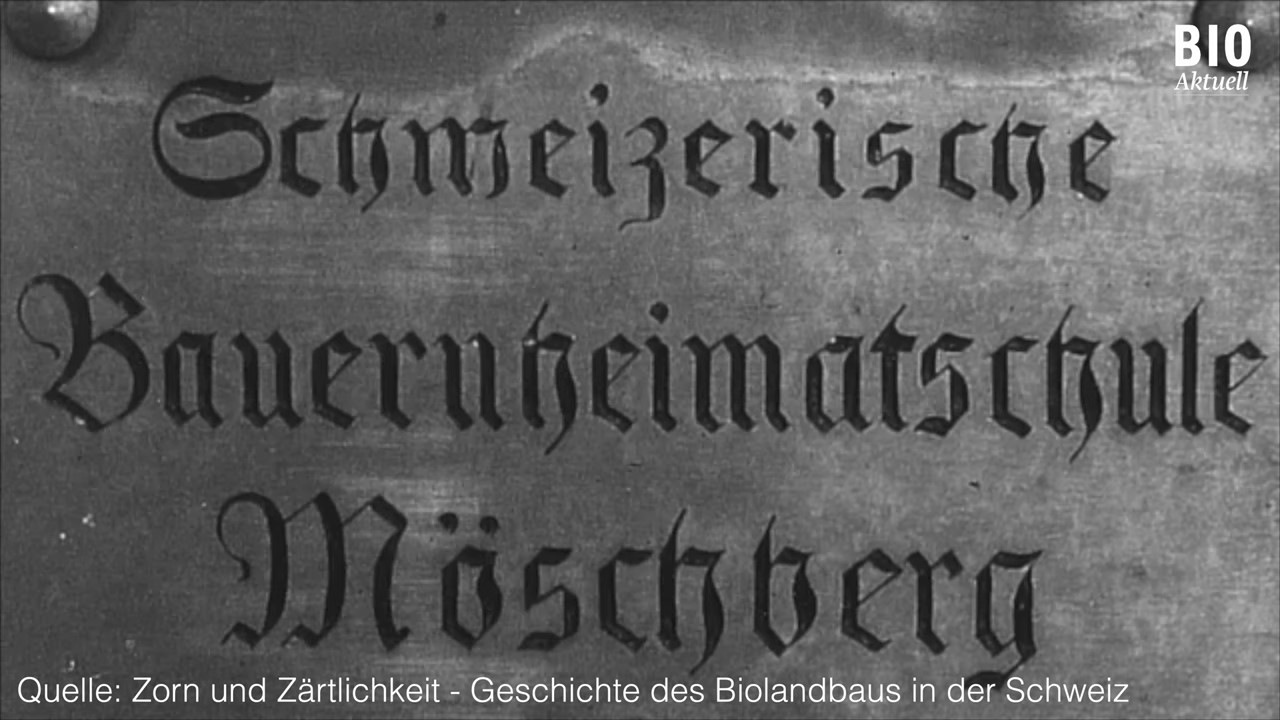 BIO
Aktuell
Schweizerische
Bauernheimatschule
Möschberg
Quelle: Zorn und Zärtlichkeit - Geschichte des Biolandbaus in der Schweiz